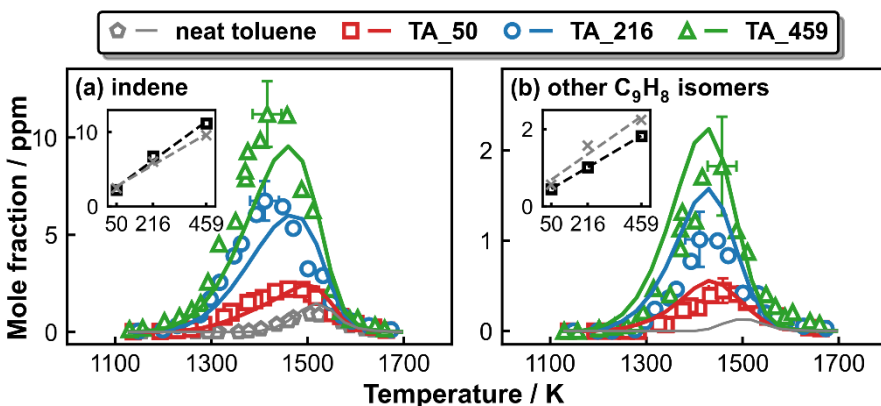 neat toluene TA_50 TA_216 TA_459
(a) indene
(b) other C₉H₈ isomers
Mole fraction / ppm
10
5
0
10
0
50 216 459
1100 1300 1500 1700
2
1
0
2
0
50 216 459
1100 1300 1500 1700
Temperature / K